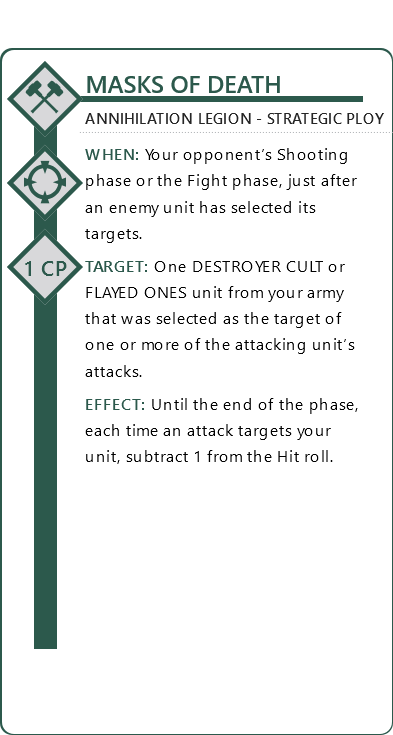 MASKS OF DEATH
ANNIHILATION LEGION - STRATEGIC PLOY
WHEN: Your opponent's Shooting
phase or the Fight phase, just after
an enemy unit has selected its
targets.
1 CP
TARGET: One DESTROYER CULT or
FLAYED ONES unit from your army
that was selected as the target of
one or more of the attacking unit's
attacks.
EFFECT: Until the end of the phase,
each time an attack targets your
unit, subtract 1 from the Hit roll.